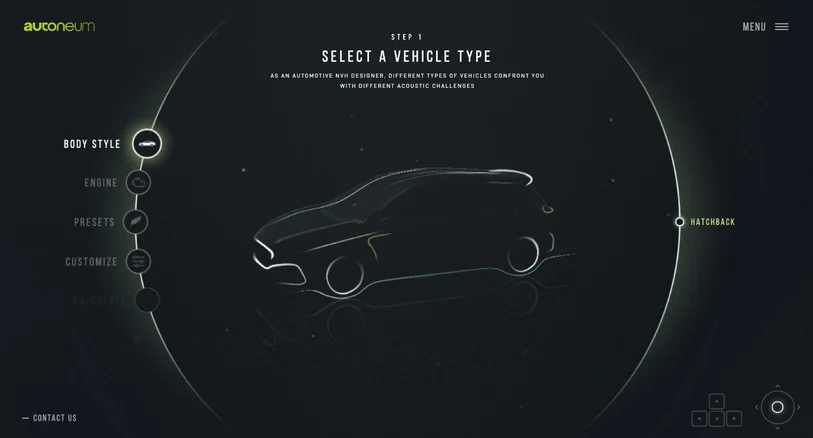 autoneum
MENU
STEP 1
SELECT A VEHICLE TYPE
AS AN AUTOMOTIVE NVH DESIGNER, DIFFERENT TYPES OF VEHICLES CONFRONT YOU
WITH DIFFERENT ACOUSTIC CHALLENGES
BODY STYLE
ENGINE
PRESETS
CUSTOMIZE
CALCULATE
HATCHBACK
CONTACT US